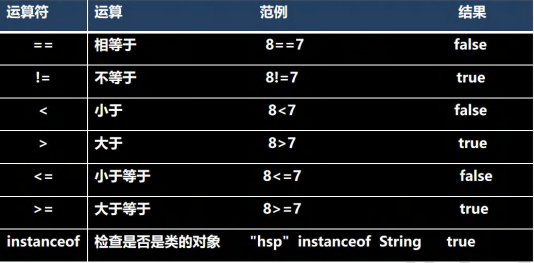 运算符 运算 范例 结果
== 相等于 8==7 false
!= 不等于 8!=7 true
< 小于 8<7 false
> 大于 8>7 true
<= 小于等于 8<=7 false
>= 大于等于 8>=7 true
instanceof 检查是否是类的对象 "hsp" instanceof String true